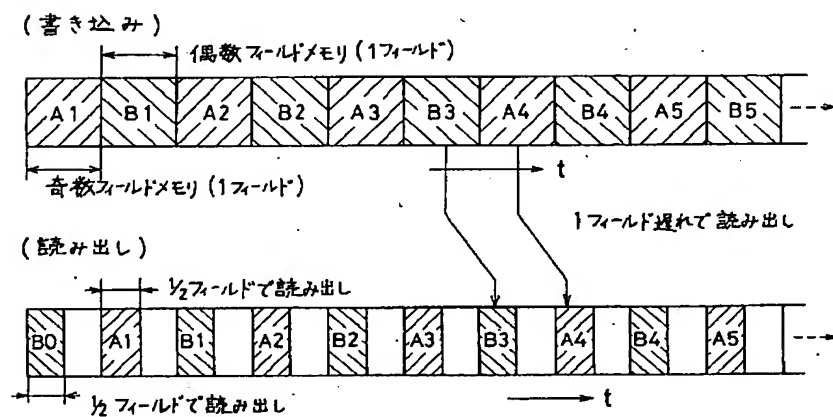 (書き込み)
偶数フィールドメモリ(1フィールド)
A1 B1 A2 B2 A3 B3 A4 B4 A5 B5
t
奇数フィールドメモリ(1フィールド)
1フィールド遅れで読み出し
(読み出し)
1/2フィールドで読み出し
B0 A1 B1 A2 B2 A3 B3 A4 B4 A5
t
1/2フィールドで読み出し